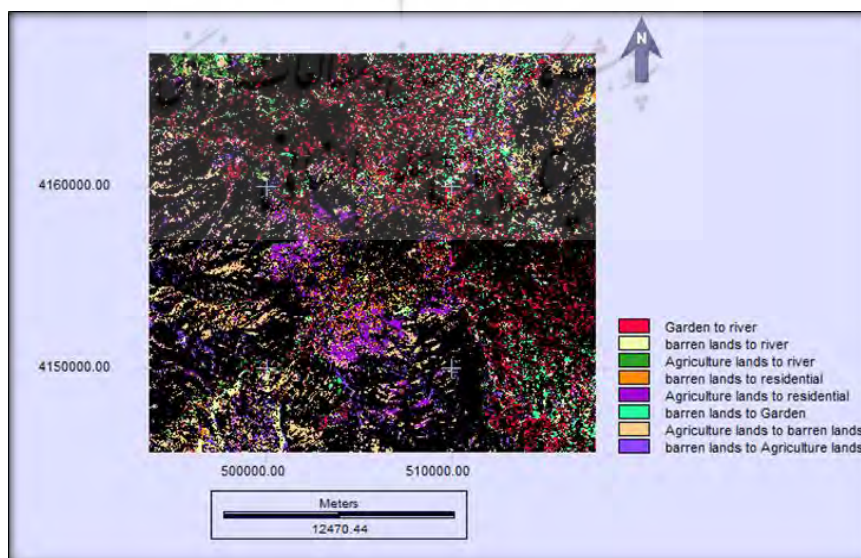 N
4160000.00
4150000.00
500000.00 510000.00
Garden to river
barren lands to river
Agriculture lands to river
barren lands to residential
Agriculture lands to residential
barren lands to Garden
Agriculture lands to barren lands
barren lands to Agriculture lands
Meters
12470.44